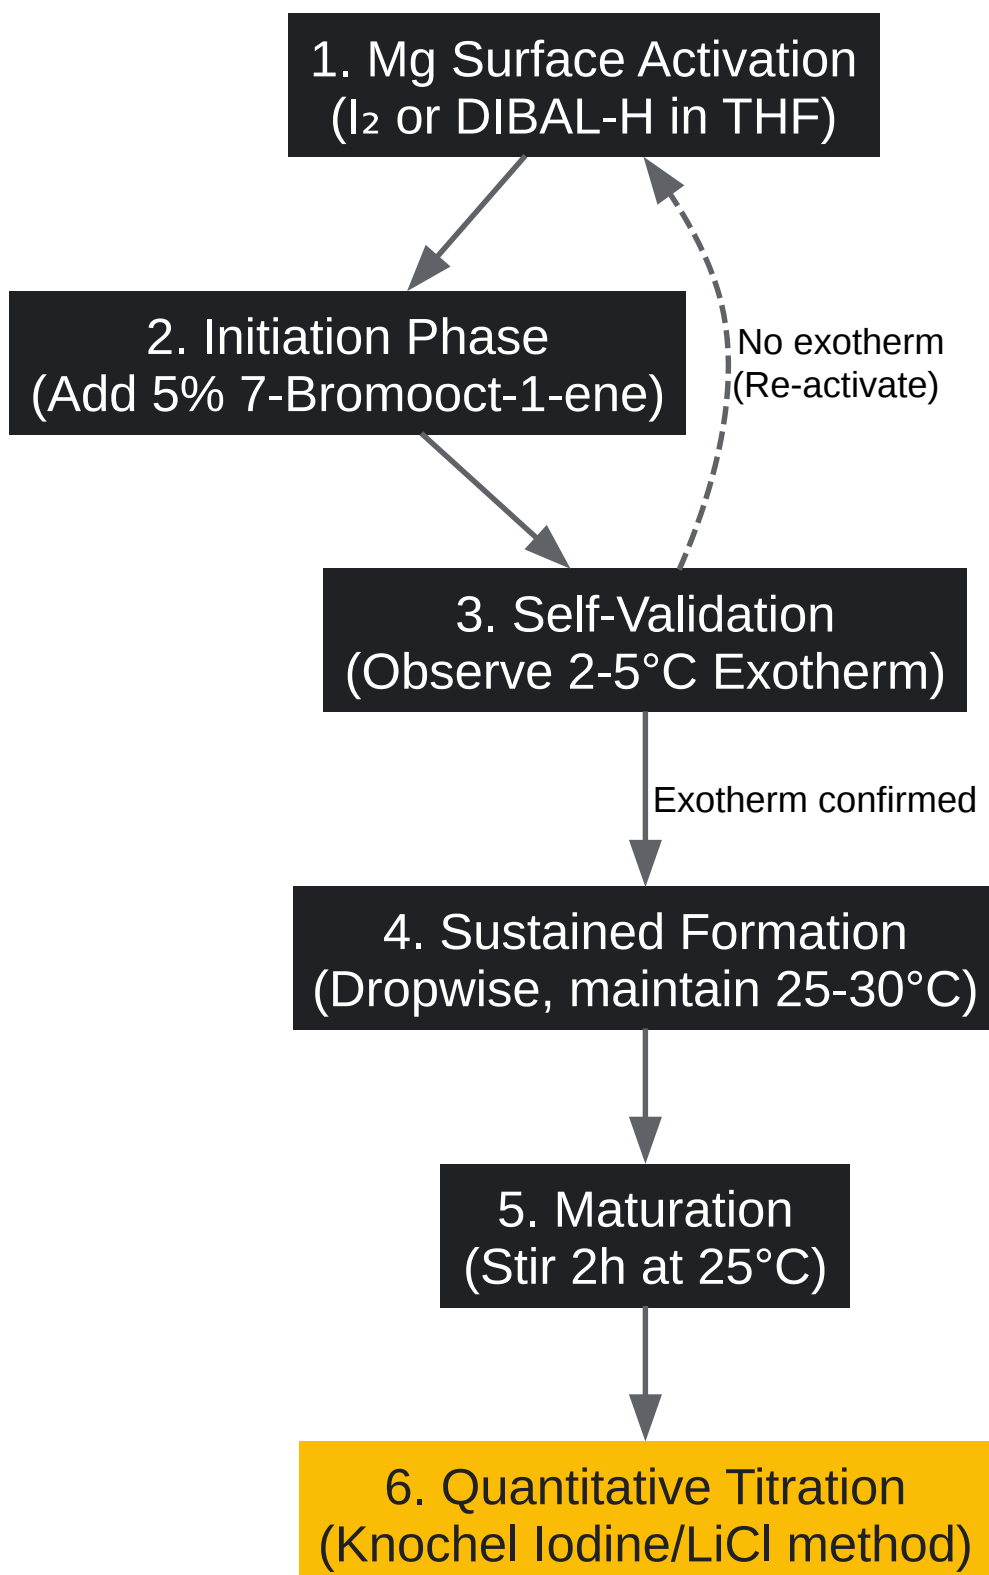 1. Mg Surface Activation
(I₂ or DIBAL-H in THF)
2. Initiation Phase
(Add 5% 7-Bromooct-1-ene)
No exotherm
(Re-activate)
3. Self-Validation
(Observe 2-5°C Exotherm)
Exotherm confirmed
4. Sustained Formation
(Dropwise, maintain 25-30°C)
5. Maturation
(Stir 2h at 25°C)
6. Quantitative Titration
(Knochel Iodine/LiCl method)